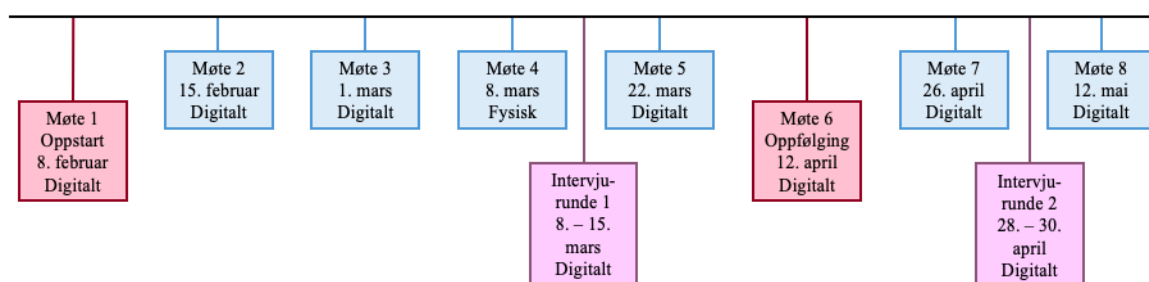 Møte 1
Oppstart
8. februar
Digitalt
Møte 2
15. februar
Digitalt
Møte 3
1. mars
Digitalt
Møte 4
8. mars
Fysisk
Intervju-
runde 1
8. – 15.
mars
Digitalt
Møte 5
22. mars
Digitalt
Møte 6
Oppfølging
12. april
Digitalt
Møte 7
26. april
Digitalt
Intervju-
runde 2
28. – 30.
april
Digitalt
Møte 8
12. mai
Digitalt